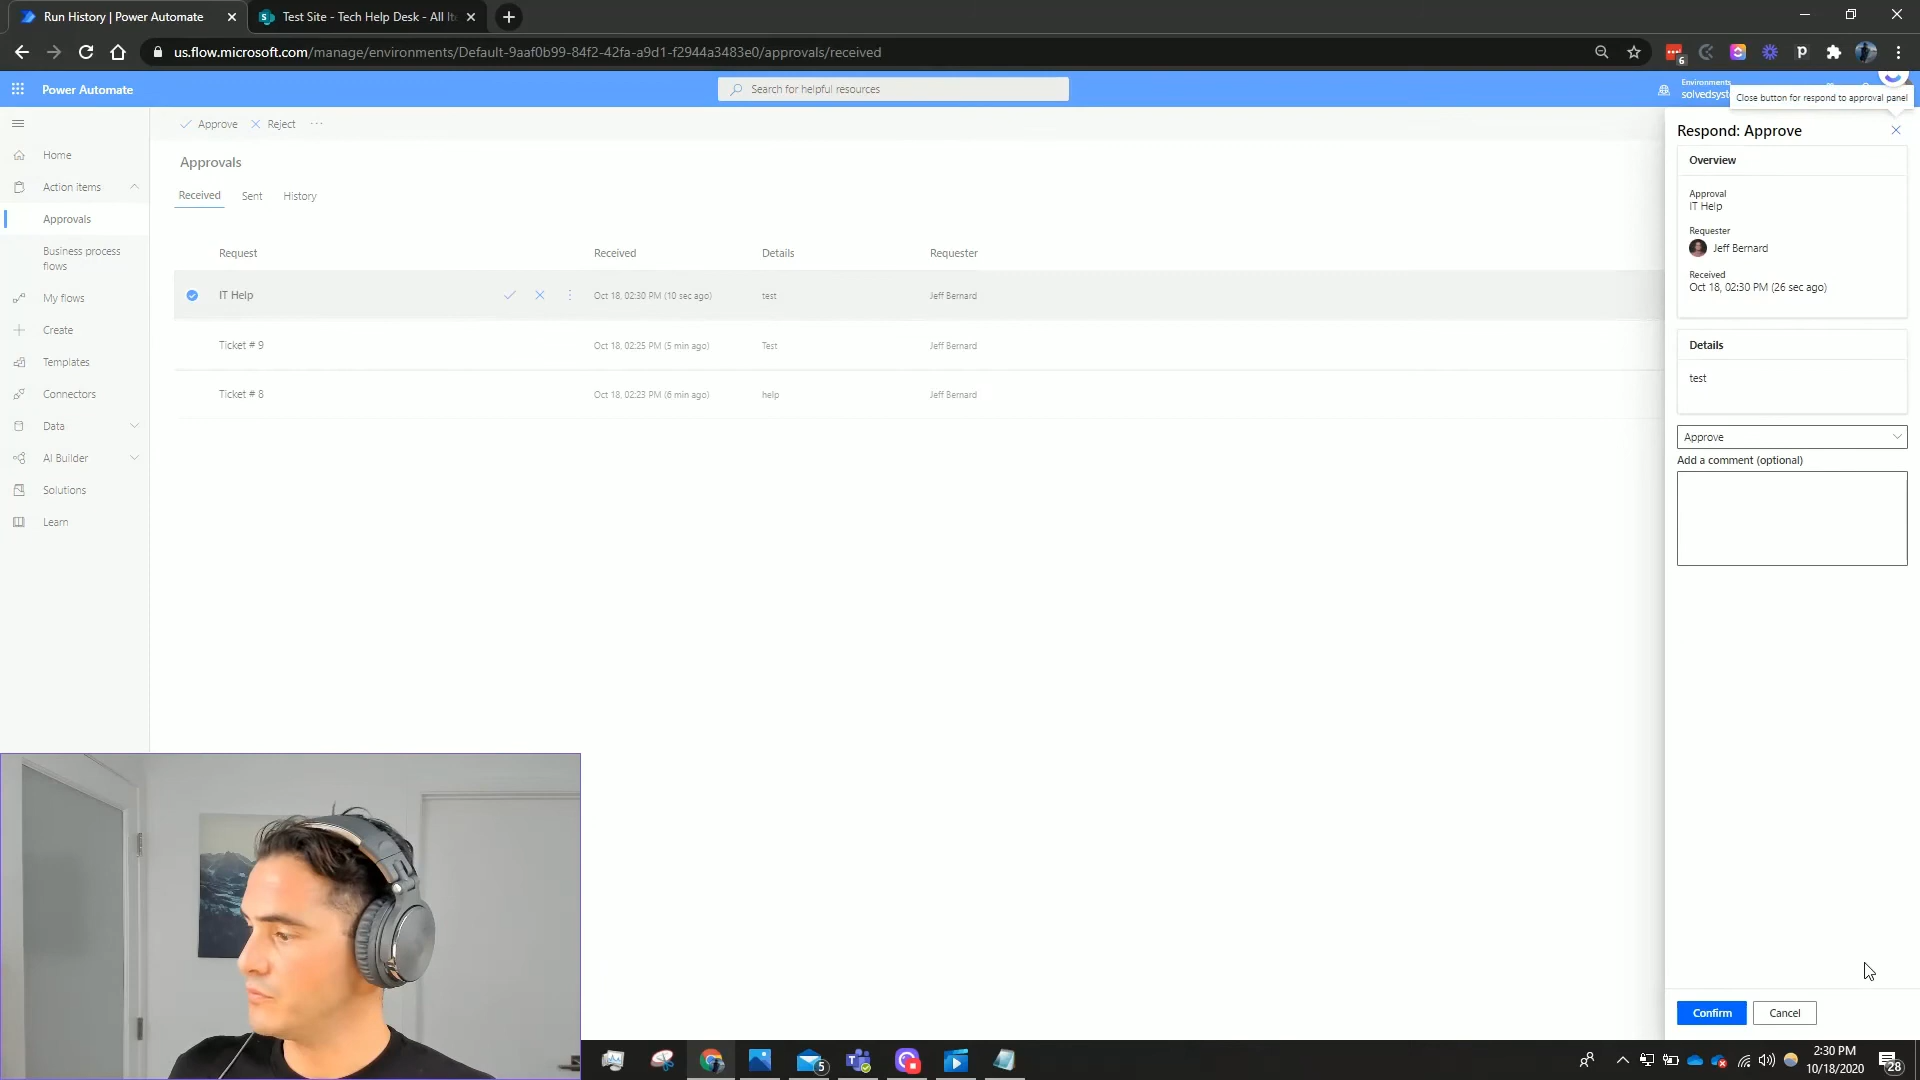 Run History | Power Automate
Test Site - Tech Help Desk - All It
us.flow.microsoft.com/manage/environments/Default-9aaf0b99-84f2-42fa-a9d1-f2944a3483e0/approvals/received
6
Power Automate
Search for helpful resources
Environments
solvedsyst
Close button for respond to approval panel
Approve
Reject
...
Home
Action items
Approvals
Business process
flows
My flows
Create
Templates
Connectors
Data
AI Builder
Solutions
Learn
Approvals
Received
Sent
History
Request
Received
Details
Requester
IT Help
Oct 18, 02:30 PM (10 sec ago)
test
Jeff Bernard
Ticket # 9
Oct 18, 02:25 PM (5 min ago)
Test
Jeff Bernard
Ticket # 8
Oct 18, 02:23 PM (6 min ago)
help
Jeff Bernard
Respond: Approve
Overview
Approval
IT Help
Requester
Jeff Bernard
Received
Oct 18, 02:30 PM (26 sec ago)
Details
test
Approve
Add a comment (optional)
Confirm
Cancel
5
2:30 PM
10/18/2020
28